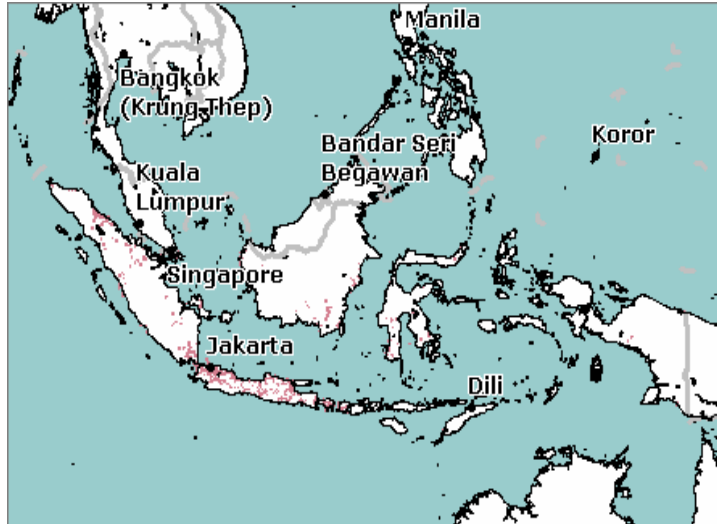 Manila
Bangkok
(Krung Thep)
Koror
Bandar Seri
Begawan
Kuala
Lumpur
Singapore
Jakarta
Dili